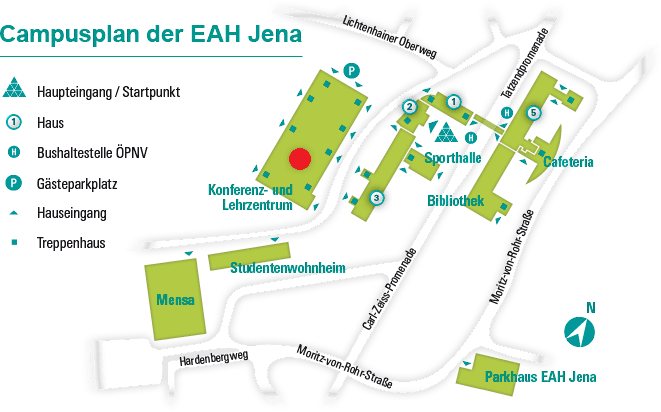 Campusplan der EAH Jena
Haupteingang / Startpunkt
1
Haus
H
Bushaltestelle ÖPNV
P
Gästeparkplatz
Hauseingang
Treppenhaus
Lichtenhainer Oberweg
Tatzendpromenade
P
2
1
H
5
H
Sporthalle
Cafeteria
Konferenz- und
Lehrzentrum
3
Bibliothek
Studentenwohnheim
Mensa
Carl-Zeiss-Promenade
Moritz-von-Rohr-Straße
N
Hardenbergweg
Moritz-von-Rohr-Straße
Parkhaus EAH Jena